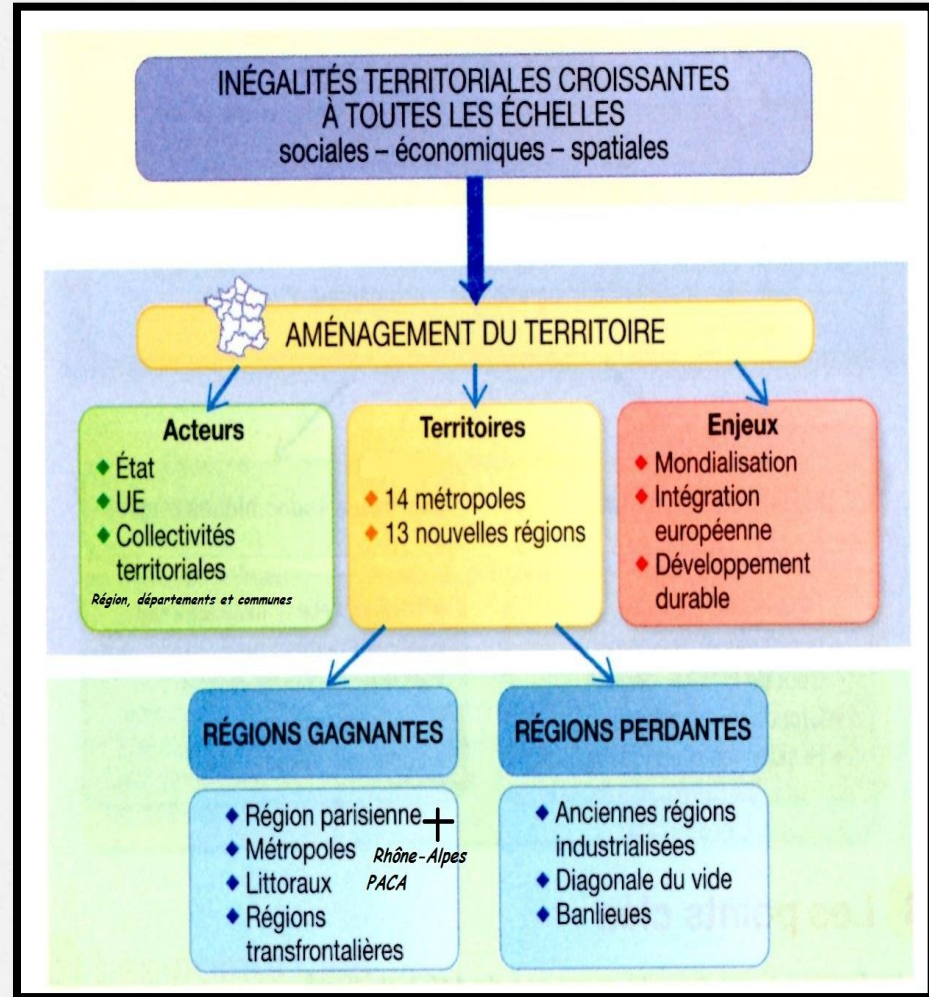 INÉGALITÉS TERRITORIALES CROISSANTES
À TOUTES LES ÉCHELLES
sociales – économiques – spatiales
AMÉNAGEMENT DU TERRITOIRE
Acteurs
◆ État
◆ UE
◆ Collectivités
territoriales
Région, départements et communes
Territoires
◆ 14 métropoles
◆ 13 nouvelles régions
Enjeux
◆ Mondialisation
◆ Intégration
européenne
◆ Développement
durable
RÉGIONS GAGNANTES
◆ Région parisienne
◆ Métropoles
◆ Littoraux
◆ Régions
transfrontalières
+
Rhône-Alpes
PACA
RÉGIONS PERDANTES
◆ Anciennes régions
industrialisées
◆ Diagonale du vide
◆ Banlieues